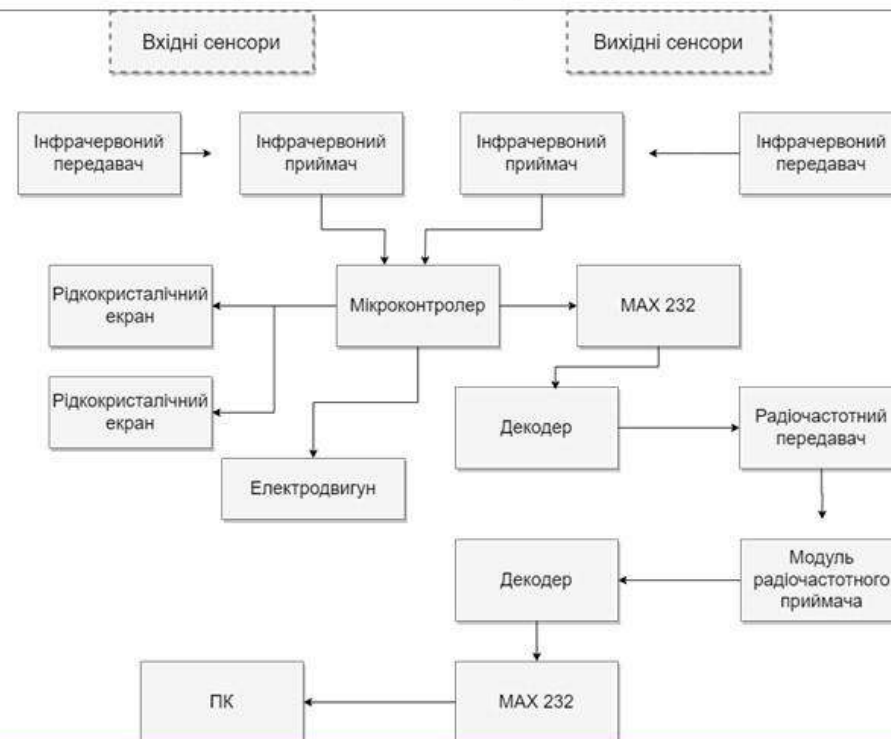 Вхідні сенсори
Вихідні сенсори
Інфрачервоний
передавач
Інфрачервоний
приймач
Інфрачервоний
приймач
Інфрачервоний
передавач
Рідкокристалічний
екран
Мікроконтролер
MAX 232
Рідкокристалічний
екран
Декодер
Радіочастотний
передавач
Електродвигун
Декодер
Модуль
радіочастотного
приймача
ПК
MAX 232